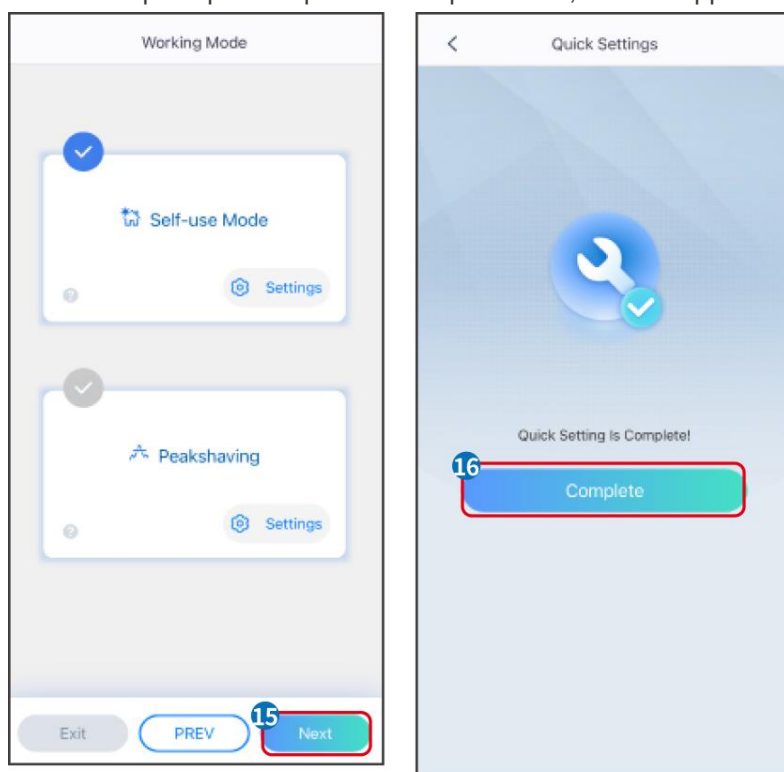 Working Mode
Self-use Mode
Settings
Peakshaving
Settings
Exit
PREV
15
Next
Quick Settings
Quick Setting Is Complete!
16
Complete